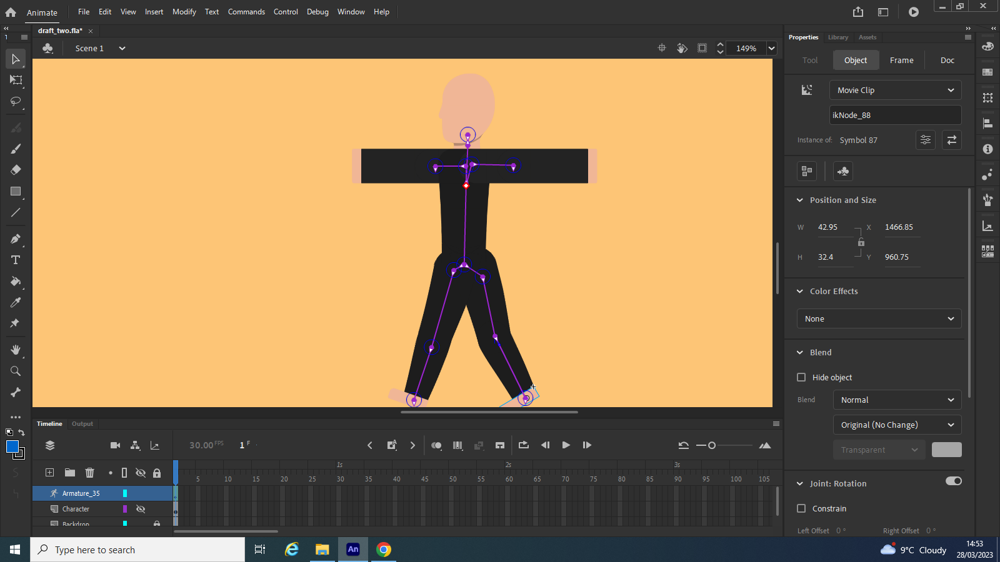 Animate
File Edit View Insert Modify Text Commands Control Debug Window Help
draft_two.fla*
Scene 1
149%
Properties Library Assets
Tool Object Frame Doc
Movie Clip
ikNode_88
Instance of: Symbol 87
Position and Size
W 42.95 X 1466.85
H 32.4 Y 960.75
Color Effects
None
Blend
Hide object
Blend Normal
Original (No Change)
Transparent
Joint: Rotation
Constrain
Left Offset 0 ° Right Offset 0 °
Timeline Output
30.00 FPS 1 F
1s 2s 3s
5 10 15 20 25 30 35 40 45 50 55 60 65 70 75 80 85 90 95 100 105
Armature_35
Character
Backdrop
Type here to search
An
9°C Cloudy
14:53
28/03/2023